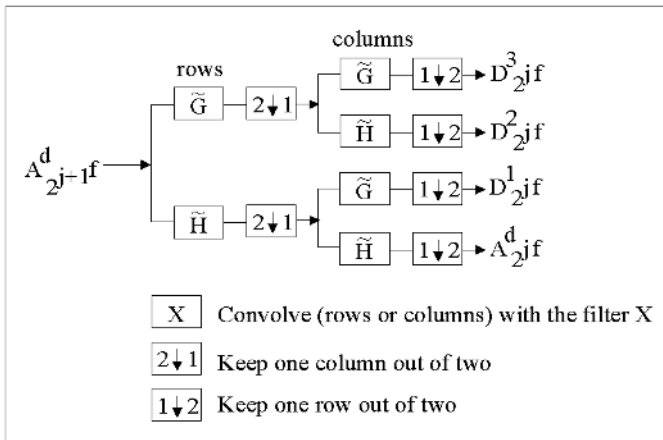 columns
rows
G̃ 1↓2 D³₂jf
G̃ 2↓1
H̃ 1↓2 D²₂jf
Aᵈ₂j+1f
G̃ 1↓2 D¹₂jf
H̃ 2↓1
H̃ 1↓2 Aᵈ₂jf
X Convolve (rows or columns) with the filter X
2↓1 Keep one column out of two
1↓2 Keep one row out of two